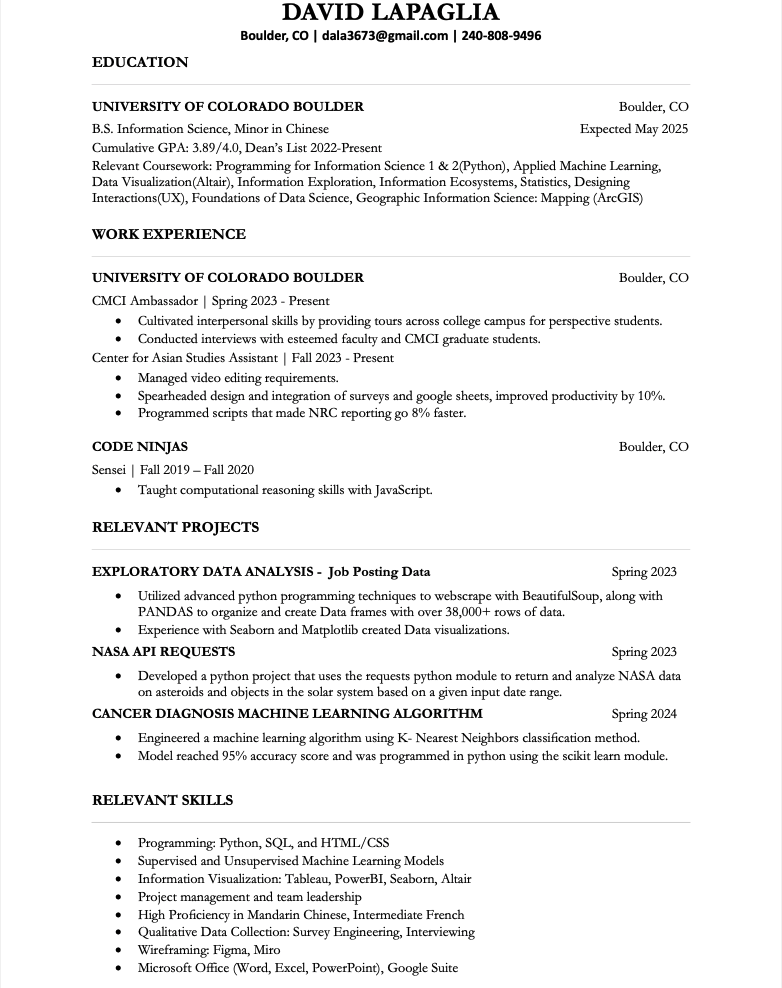 DAVID LAPAGLIA
Boulder, CO | dala3673@gmail.com | 240-808-9496
EDUCATION
UNIVERSITY OF COLORADO BOULDER Boulder, CO
B.S. Information Science, Minor in Chinese Expected May 2025
Cumulative GPA: 3.89/4.0, Dean's List 2022-Present
Relevant Coursework: Programming for Information Science 1 & 2(Python), Applied Machine Learning,
Data Visualization(Altair), Information Exploration, Information Ecosystems, Statistics, Designing
Interactions(UX), Foundations of Data Science, Geographic Information Science: Mapping (ArcGIS)
WORK EXPERIENCE
UNIVERSITY OF COLORADO BOULDER Boulder, CO
CMCI Ambassador | Spring 2023 - Present
• Cultivated interpersonal skills by providing tours across college campus for perspective students.
• Conducted interviews with esteemed faculty and CMCI graduate students.
Center for Asian Studies Assistant | Fall 2023 - Present
• Managed video editing requirements.
• Spearheaded design and integration of surveys and google sheets, improved productivity by 10%.
• Programmed scripts that made NRC reporting go 8% faster.
CODE NINJAS Boulder, CO
Sensei | Fall 2019 – Fall 2020
• Taught computational reasoning skills with JavaScript.
RELEVANT PROJECTS
EXPLORATORY DATA ANALYSIS - Job Posting Data Spring 2023
• Utilized advanced python programming techniques to webscrape with BeautifulSoup, along with
PANDAS to organize and create Data frames with over 38,000+ rows of data.
• Experience with Seaborn and Matplotlib created Data visualizations.
NASA API REQUESTS Spring 2023
• Developed a python project that uses the requests python module to return and analyze NASA data
on asteroids and objects in the solar system based on a given input date range.
CANCER DIAGNOSIS MACHINE LEARNING ALGORITHM Spring 2024
• Engineered a machine learning algorithm using K- Nearest Neighbors classification method.
• Model reached 95% accuracy score and was programmed in python using the scikit learn module.
RELEVANT SKILLS
• Programming: Python, SQL, and HTML/CSS
• Supervised and Unsupervised Machine Learning Models
• Information Visualization: Tableau, PowerBI, Seaborn, Altair
• Project management and team leadership
• High Proficiency in Mandarin Chinese, Intermediate French
• Qualitative Data Collection: Survey Engineering, Interviewing
• Wireframing: Figma, Miro
• Microsoft Office (Word, Excel, PowerPoint), Google Suite